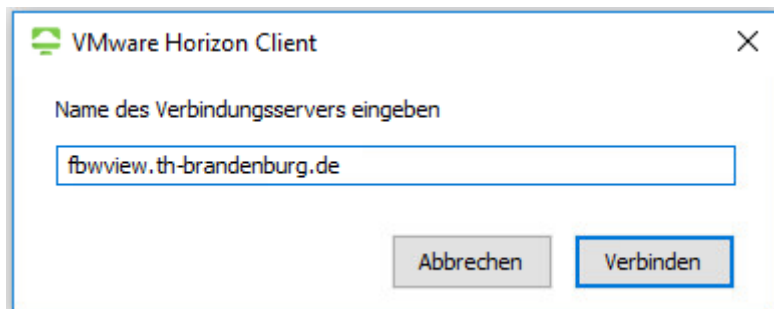 VMware Horizon Client
Name des Verbindungsservers eingeben
fbwview.th-brandenburg.de
Abbrechen
Verbinden